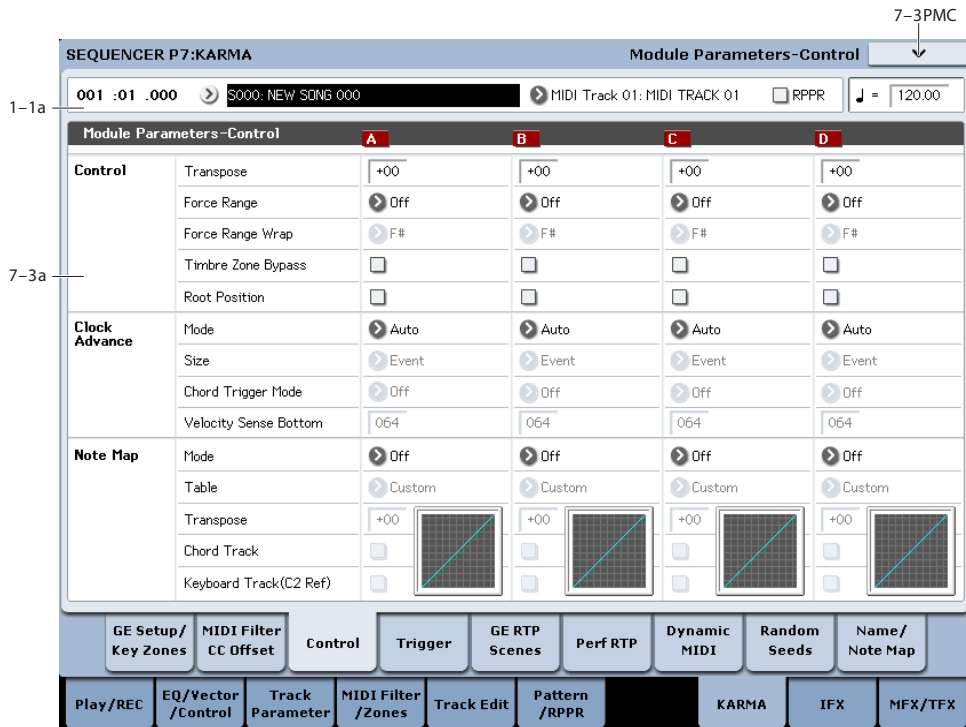 7–3PMC
SEQUENCER P7:KARMA Module Parameters-Control
1–1a
001 :01 .000 S000: NEW SONG 000 MIDI Track 01: MIDI TRACK 01 RPPR ♩ = 120.00
Module Parameters-Control A B C D
7–3a
Control Transpose +00 +00 +00 +00
Force Range Off Off Off Off
Force Range Wrap F# F# F# F#
Timbre Zone Bypass
Root Position
Clock Advance Mode Auto Auto Auto Auto
Size Event Event Event Event
Chord Trigger Mode Off Off Off Off
Velocity Sense Bottom 064 064 064 064
Note Map Mode Off Off Off Off
Table Custom Custom Custom Custom
Transpose +00 +00 +00 +00
Chord Track
Keyboard Track(C2 Ref)
GE Setup/ Key Zones MIDI Filter CC Offset Control Trigger GE RTP Scenes Perf RTP Dynamic MIDI Random Seeds Name/ Note Map
Play/REC EQ/Vector /Control Track Parameter MIDI Filter /Zones Track Edit Pattern /RPPR KARMA IFX MFX/TFX